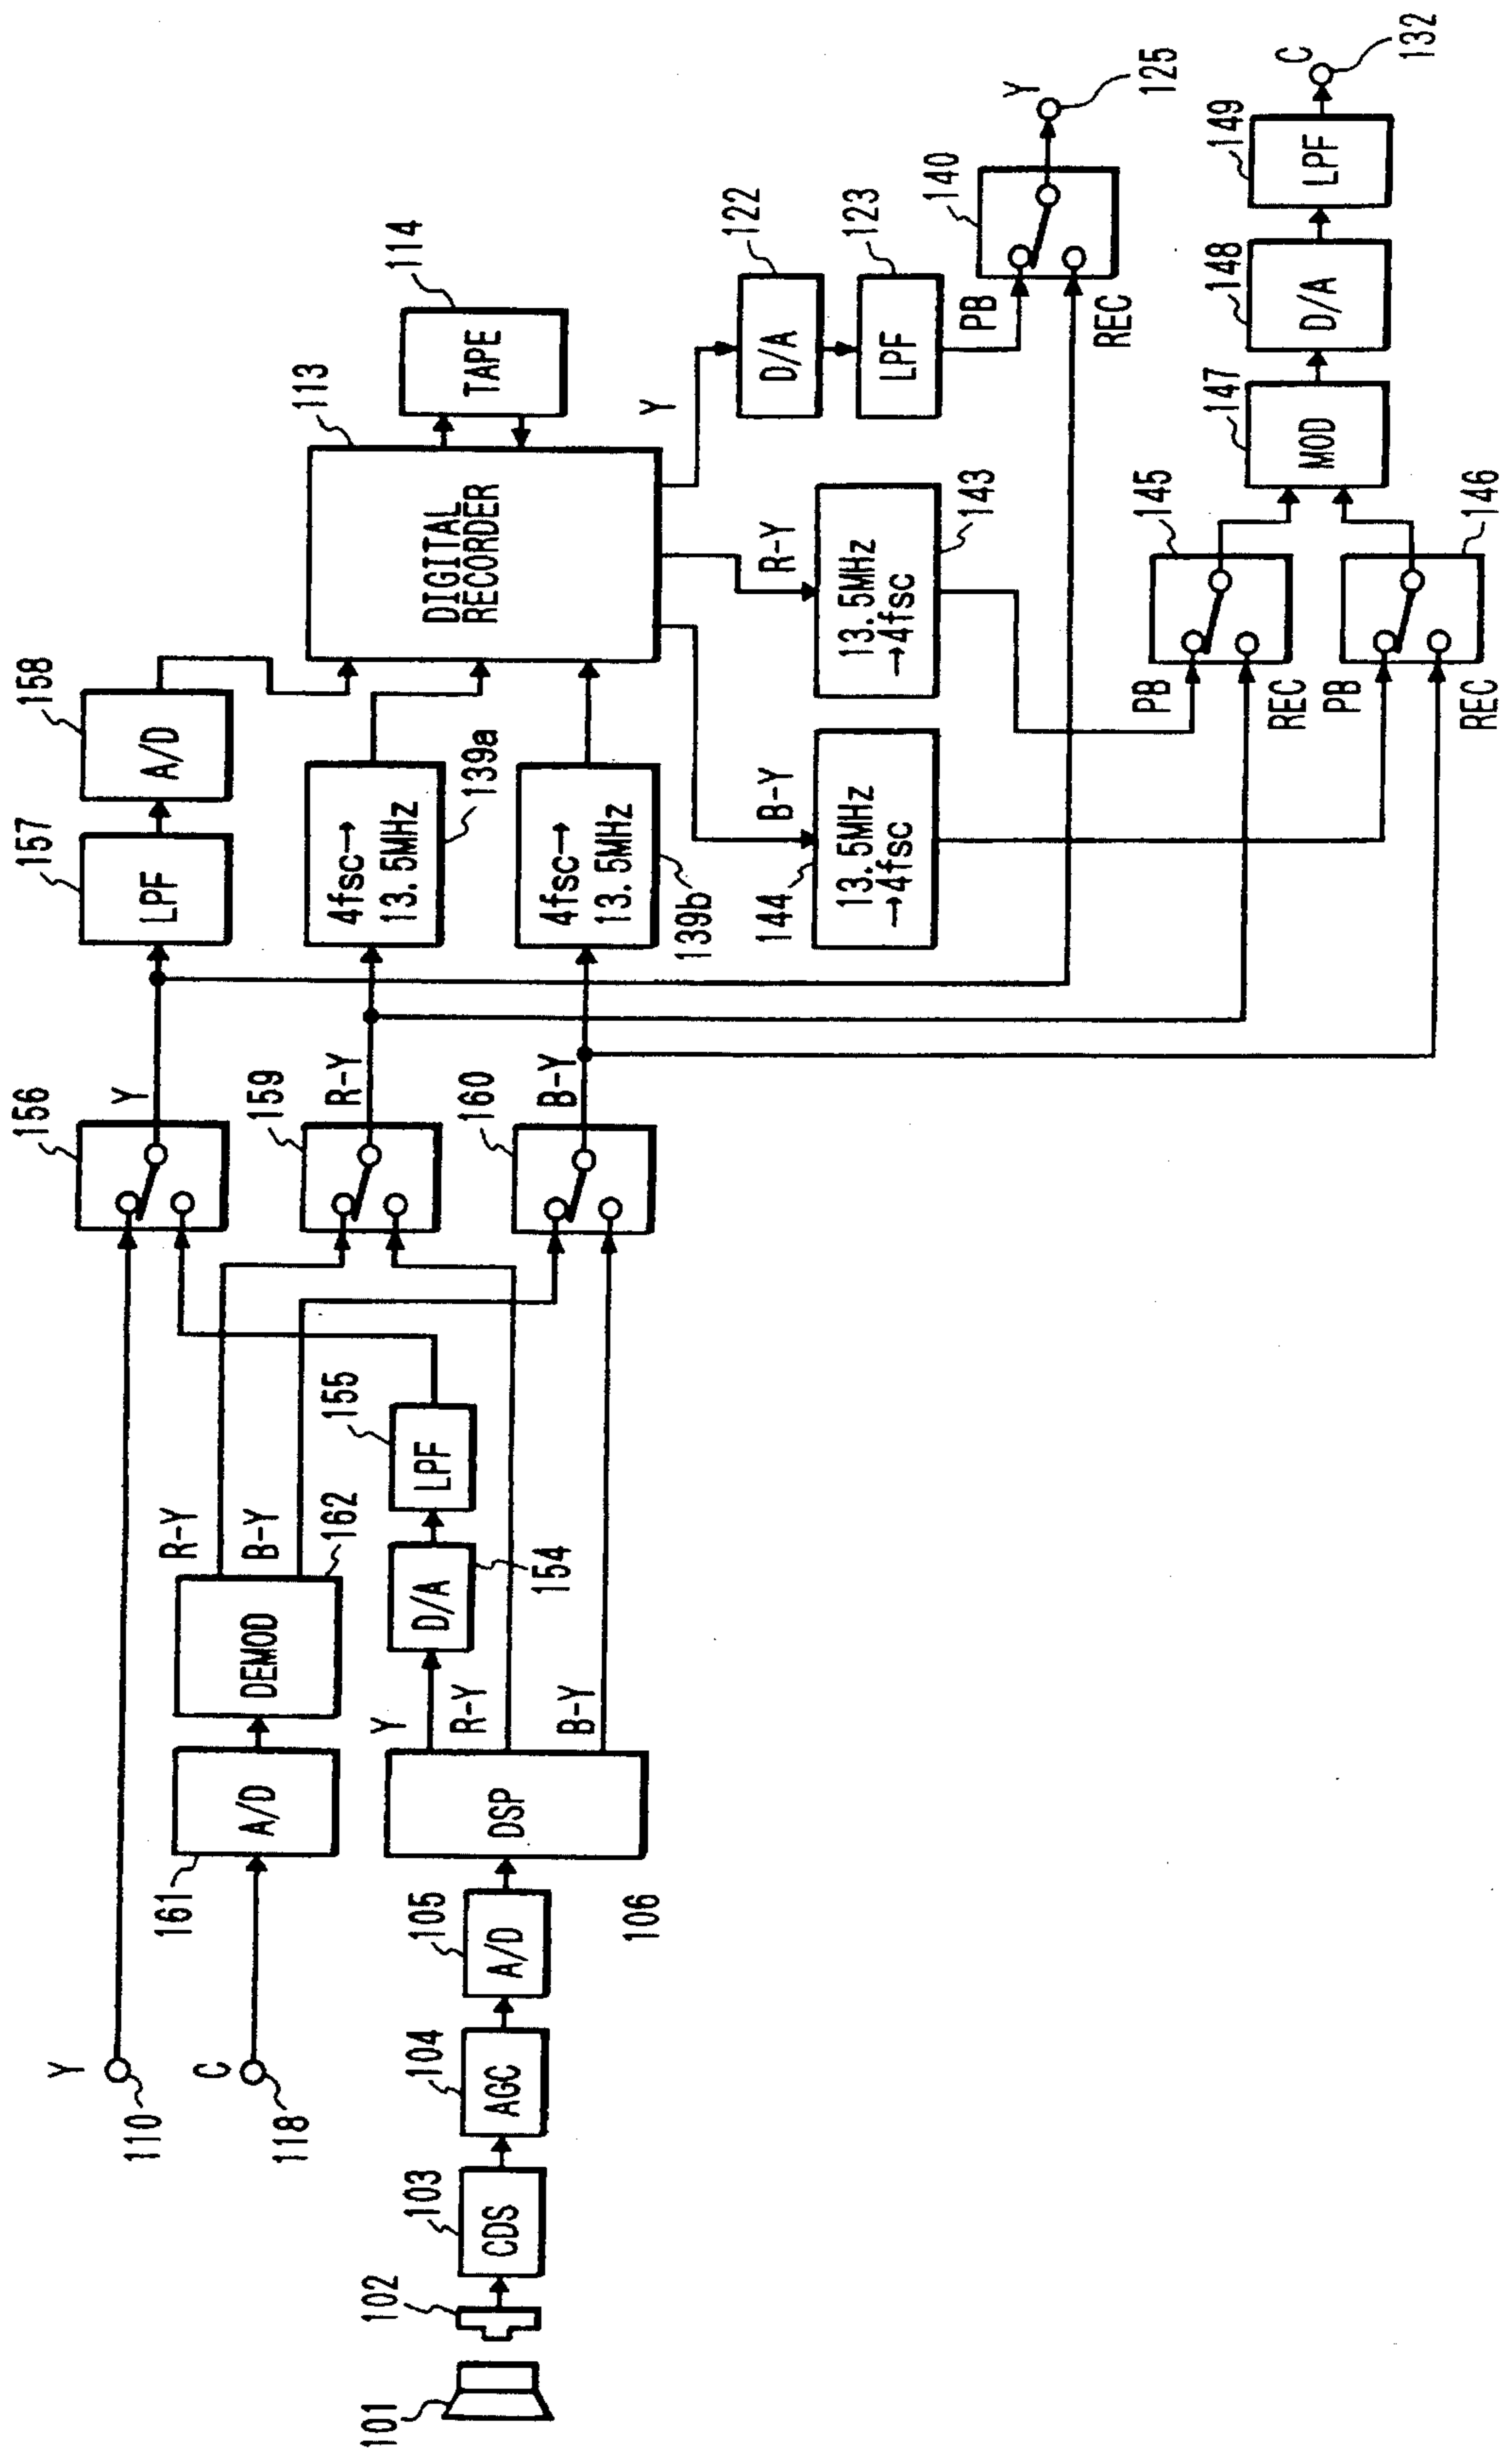 Y
110
C
118
161
A/D
DEMOD
162
R-Y
B-Y
101
102
103
CDS
104
AGC
105
A/D
106
DSP
Y
R-Y
B-Y
154
D/A
155
LPF
156
Y
159
R-Y
160
B-Y
157
LPF
158
A/D
4fsc→
13.5MHz
139a
4fsc→
13.5MHz
139b
113
DIGITAL
RECORDER
114
TAPE
Y
R-Y
B-Y
122
D/A
123
LPF
143
13.5MHz
→4fsc
144
13.5MHz
→4fsc
PB
REC
140
Y
125
PB
REC
145
PB
REC
146
147
MOD
148
D/A
149
LPF
C
132